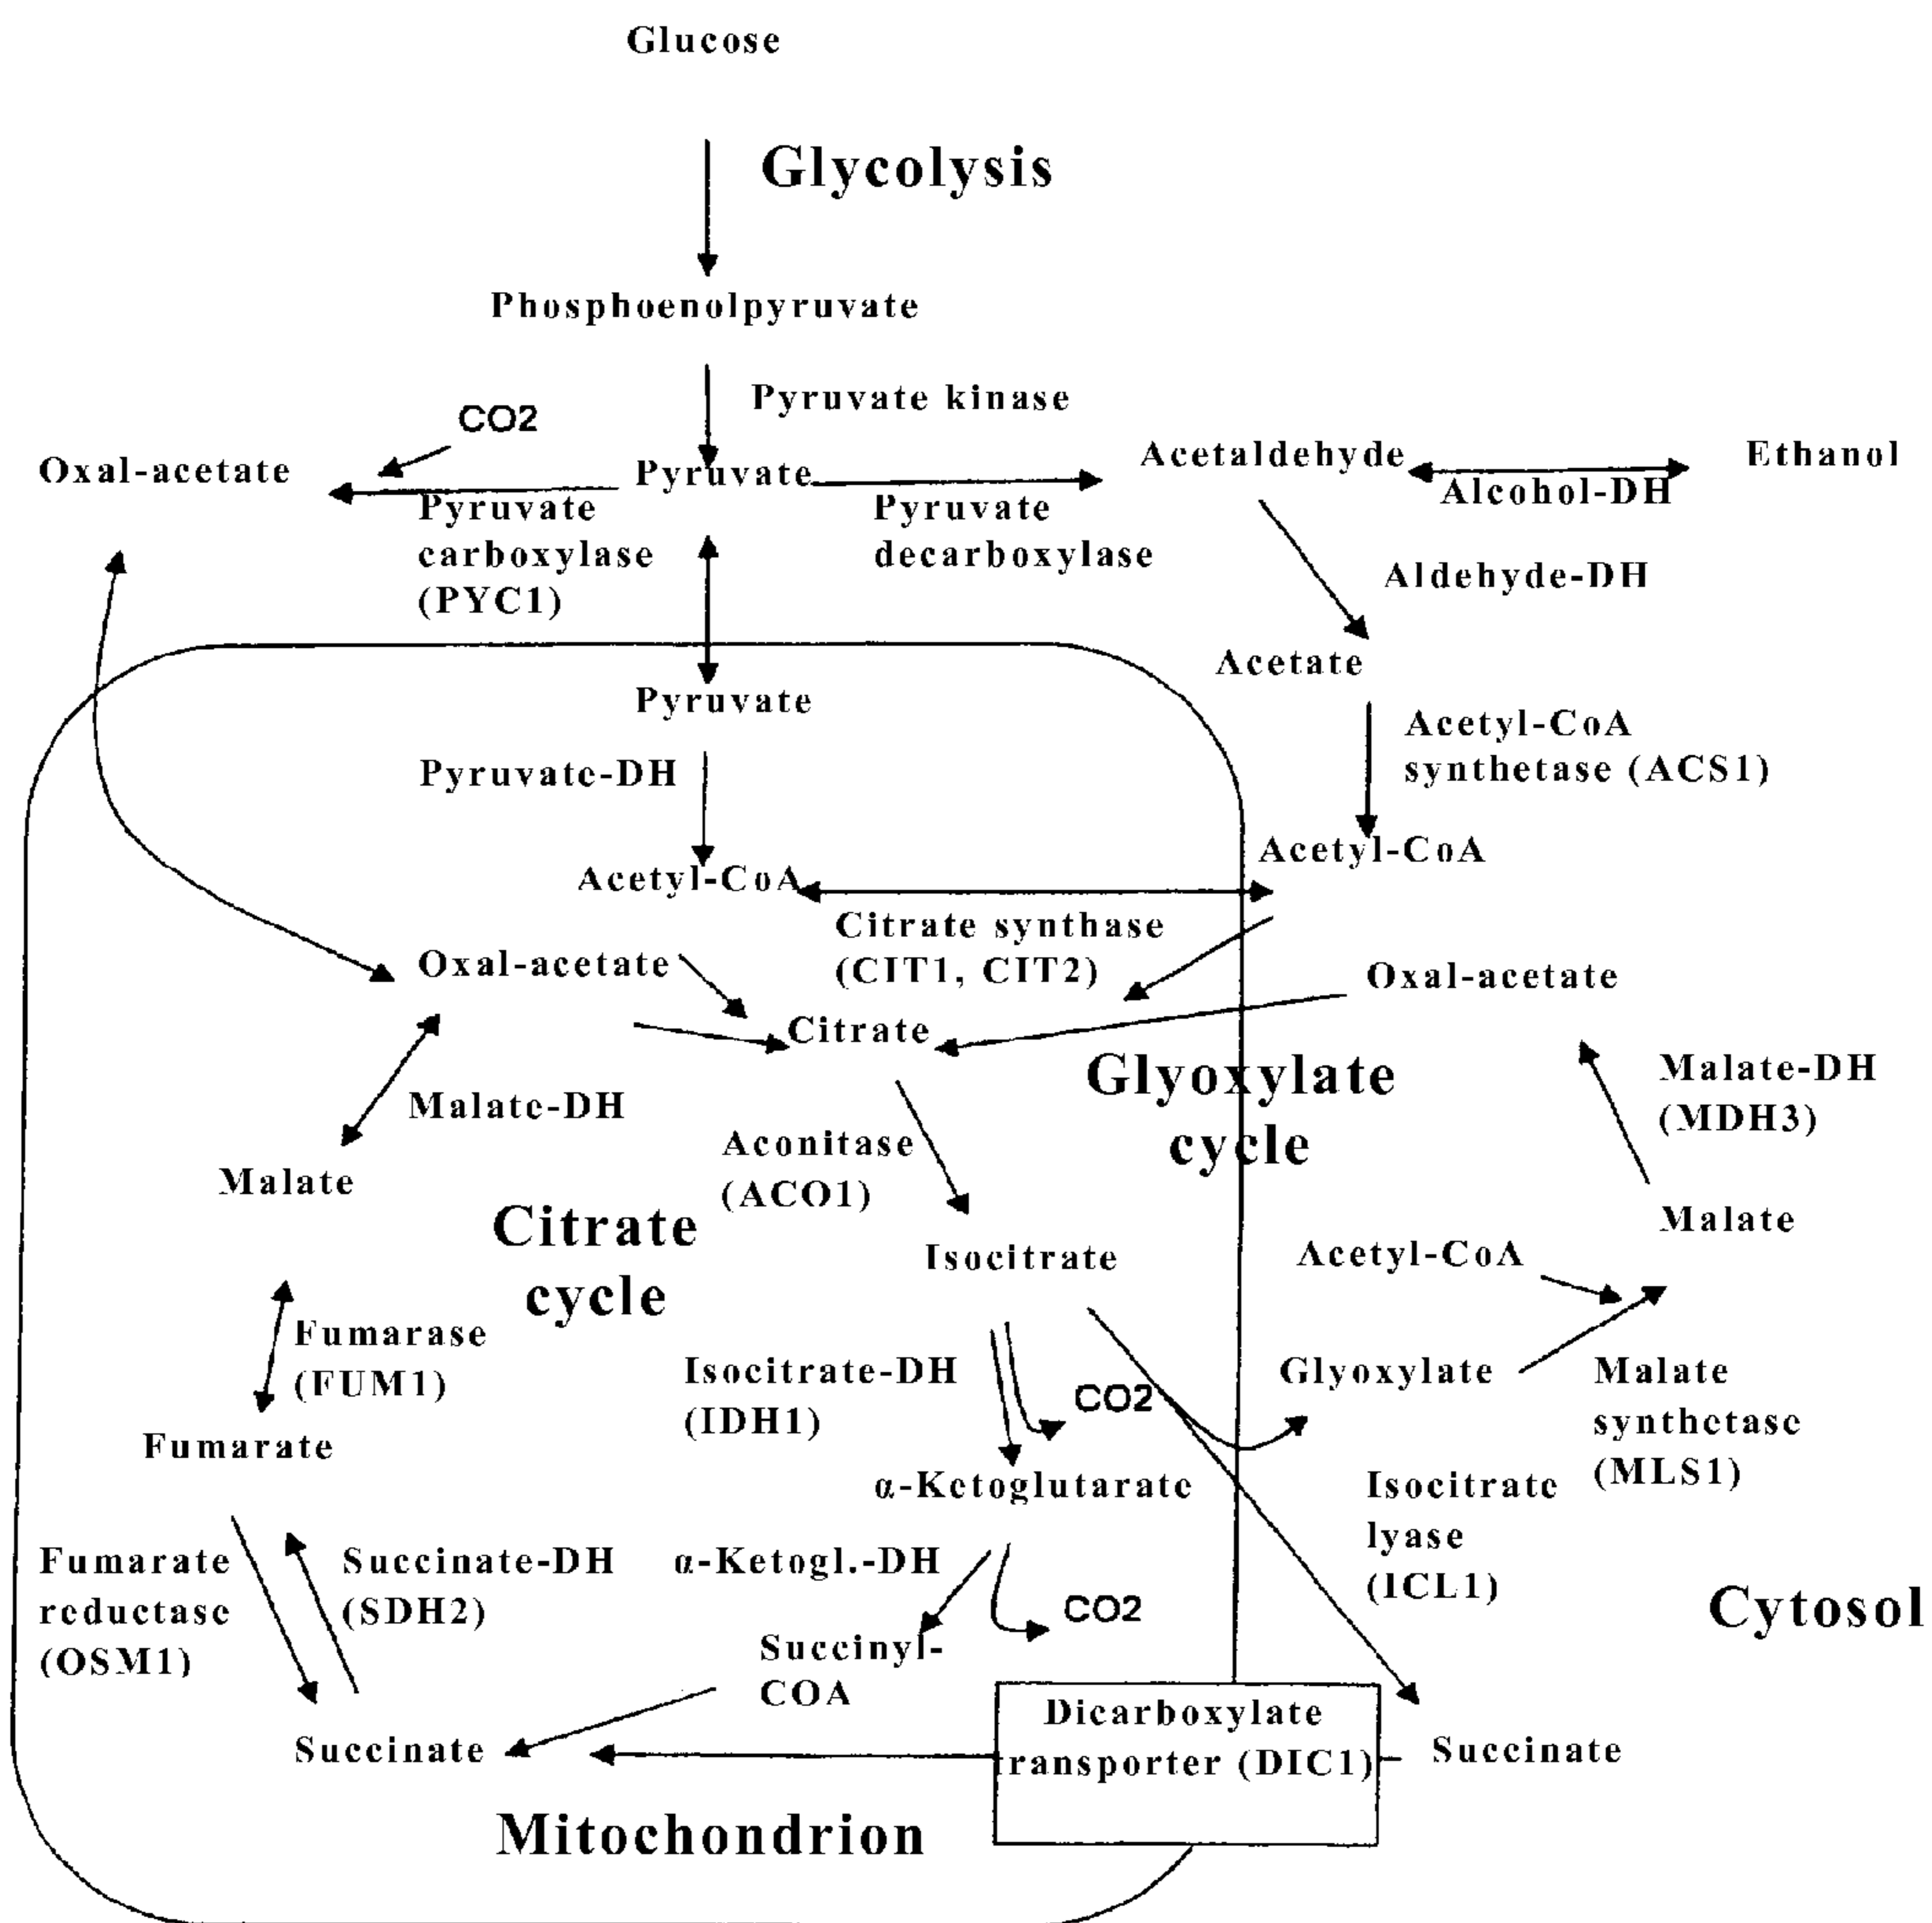 Glucose
Glycolysis
Phosphoenolpyruvate
Pyruvate kinase
CO2
Oxal-acetate
Pyruvate
Acetaldehyde
Ethanol
Alcohol-DH
Pyruvate
carboxylase
(PYC1)
Pyruvate
decarboxylase
Aldehyde-DH
Acetate
Pyruvate
Pyruvate-DH
Acetyl-CoA
synthetase (ACS1)
Acetyl-CoA
Acetyl-CoA
Citrate synthase
(CIT1, CIT2)
Oxal-acetate
Oxal-acetate
Citrate
Glyoxylate
cycle
Malate-DH
(MDH3)
Malate-DH
Aconitase
(ACO1)
Malate
Citrate
cycle
Malate
Isocitrate
Acetyl-CoA
Fumarase
(FUM1)
Isocitrate-DH
(IDH1)
CO2
Glyoxylate
Malate
synthetase
(MLS1)
Fumarate
α-Ketoglutarate
Isocitrate
lyase
(ICL1)
Fumarate
reductase
(OSM1)
Succinate-DH
(SDH2)
α-Ketogl.-DH
CO2
Cytosol
Succinyl-
COA
Dicarboxylate
transporter (DIC1)
Succinate
Succinate
Mitochondrion